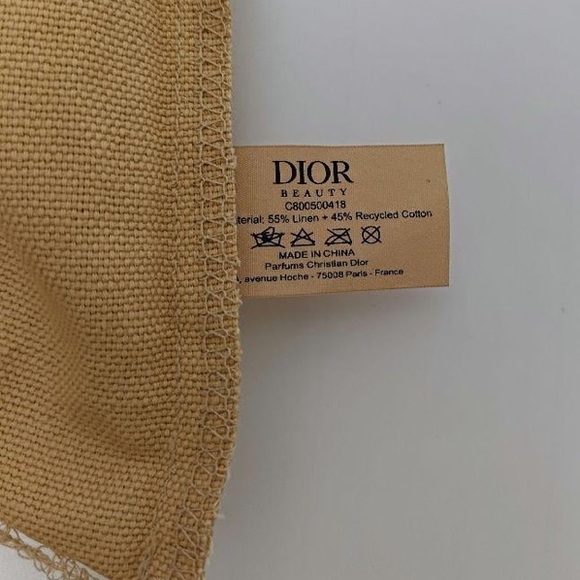 DIOR
BEAUTY
C800500418
terial: 55% Linen + 45% Recycled Cotton
MADE IN CHINA
Parfums Christian Dior
, avenue Hoche - 75008 Paris - France